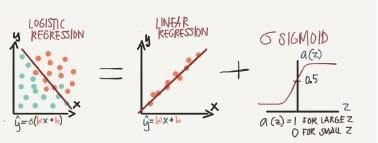 LOGISTIC
REGRESSION
y
x
ŷ=σ(wx+b)
=
LINEAR
REGRESSION
y
x
ŷ=wx+b
+
σ SIGMOID
a(z)
0.5
z
a(z)=1 FOR LARGE Z
0 FOR SMALL Z